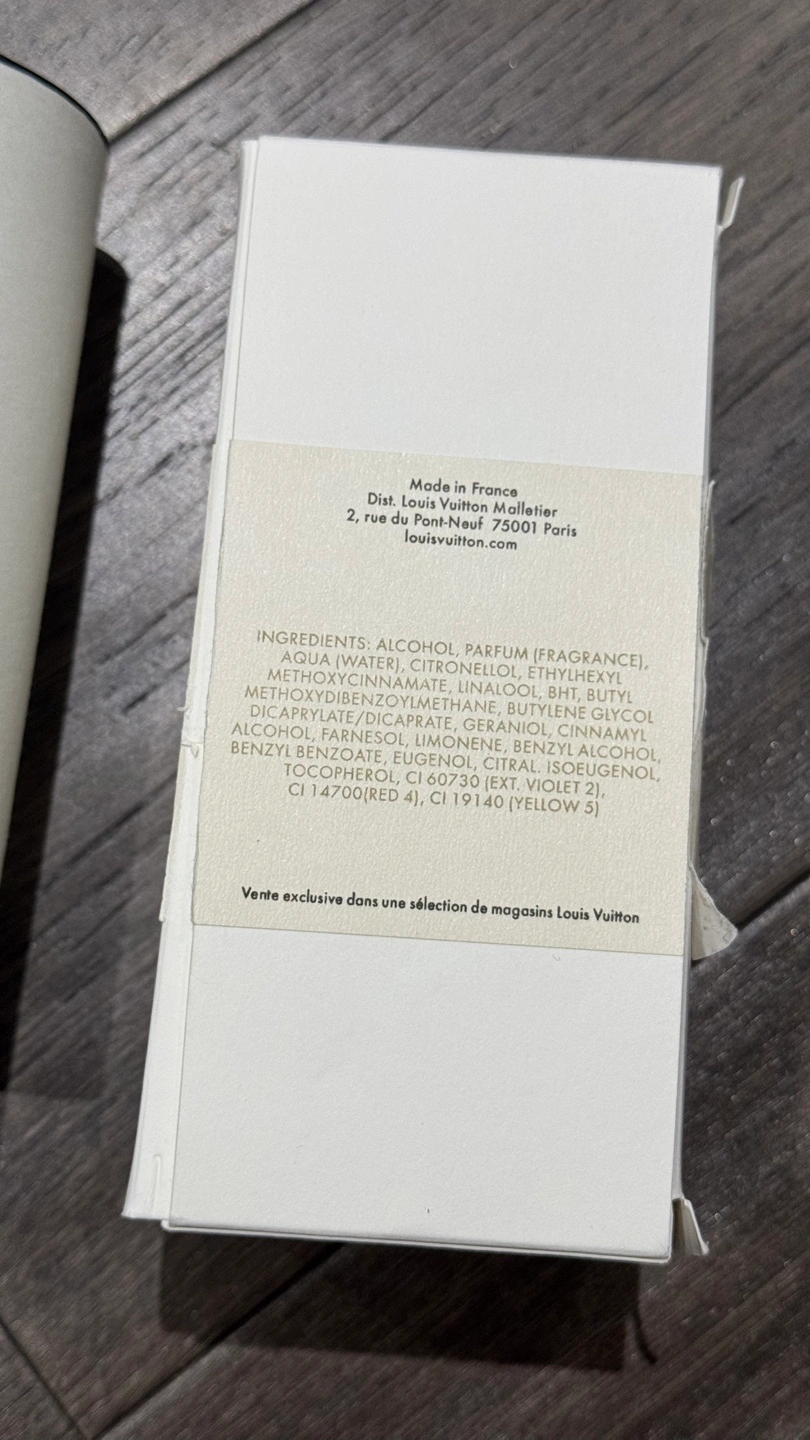 Made in France
Dist. Louis Vuitton Malletier
2, rue du Pont-Neuf 75001 Paris
louisvuitton.com
INGREDIENTS: ALCOHOL, PARFUM (FRAGRANCE),
AQUA (WATER), CITRONELLOL, ETHYLHEXYL
METHOXYCINNAMATE, LINALOOL, BHT, BUTYL
METHOXYDIBENZOYLMETHANE, BUTYLENE GLYCOL
DICAPRYLATE/DICAPRATE, GERANIOL, CINNAMYL
ALCOHOL, FARNESOL, LIMONENE, BENZYL ALCOHOL,
BENZYL BENZOATE, EUGENOL, CITRAL. ISOEUGENOL,
TOCOPHEROL, CI 60730 (EXT. VIOLET 2),
CI 14700(RED 4), CI 19140 (YELLOW 5)
Vente exclusive dans une sélection de magasins Louis Vuitton